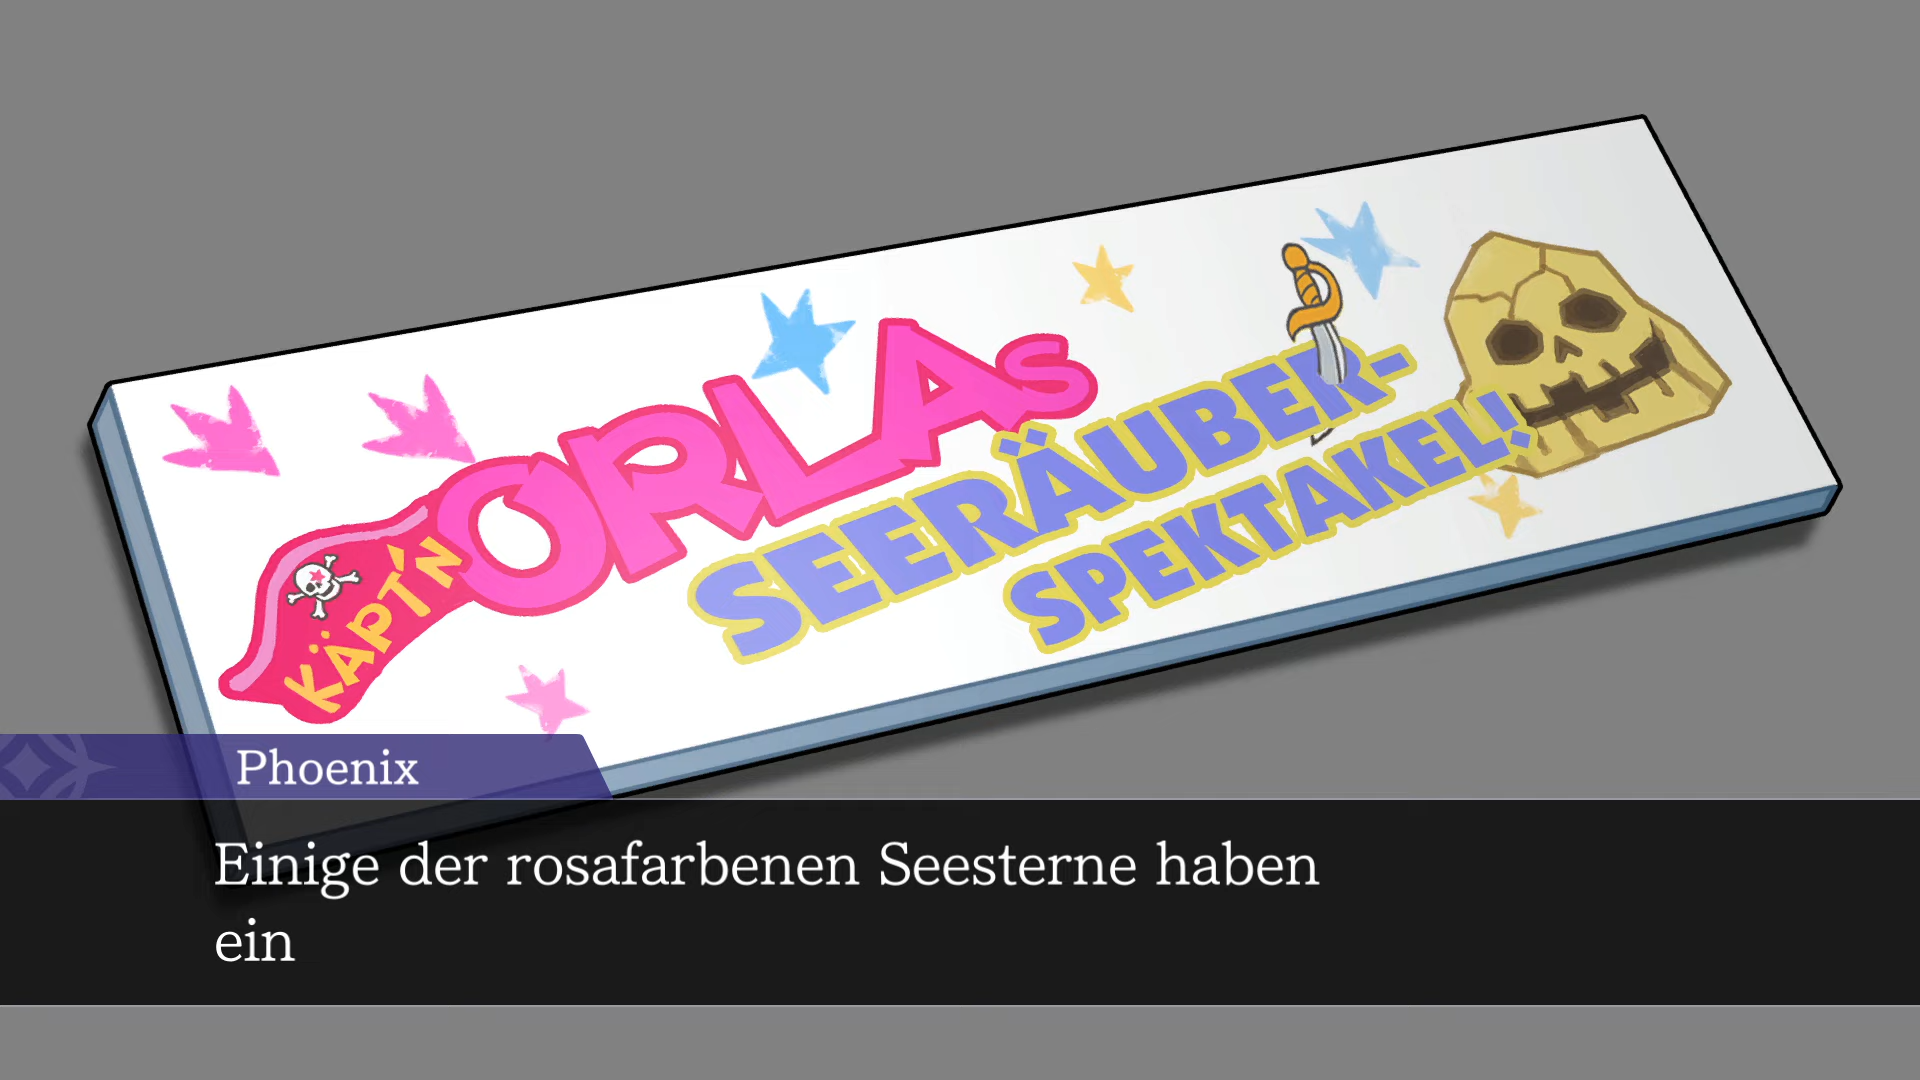 KÄPT'N
ORLAs
SEERÄUBER-
SPEKTAKEL!
Phoenix
Einige der rosafarbenen Seesterne haben
ein